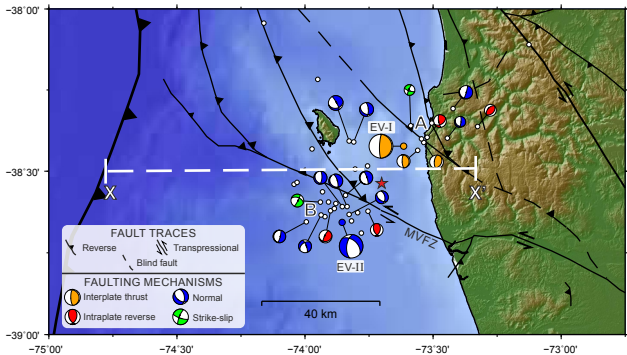 −38°00'
EV-I
A
−38°30'
X
X'
B
MVFZ
EV-II
FAULT TRACES
Reverse
Transpressional
Blind fault
FAULTING MECHANISMS
Interplate thrust
Normal
Intraplate reverse
Strike-slip
40 km
−39°00'
−75°00'
−74°30'
−74°00'
−73°30'
−73°00'